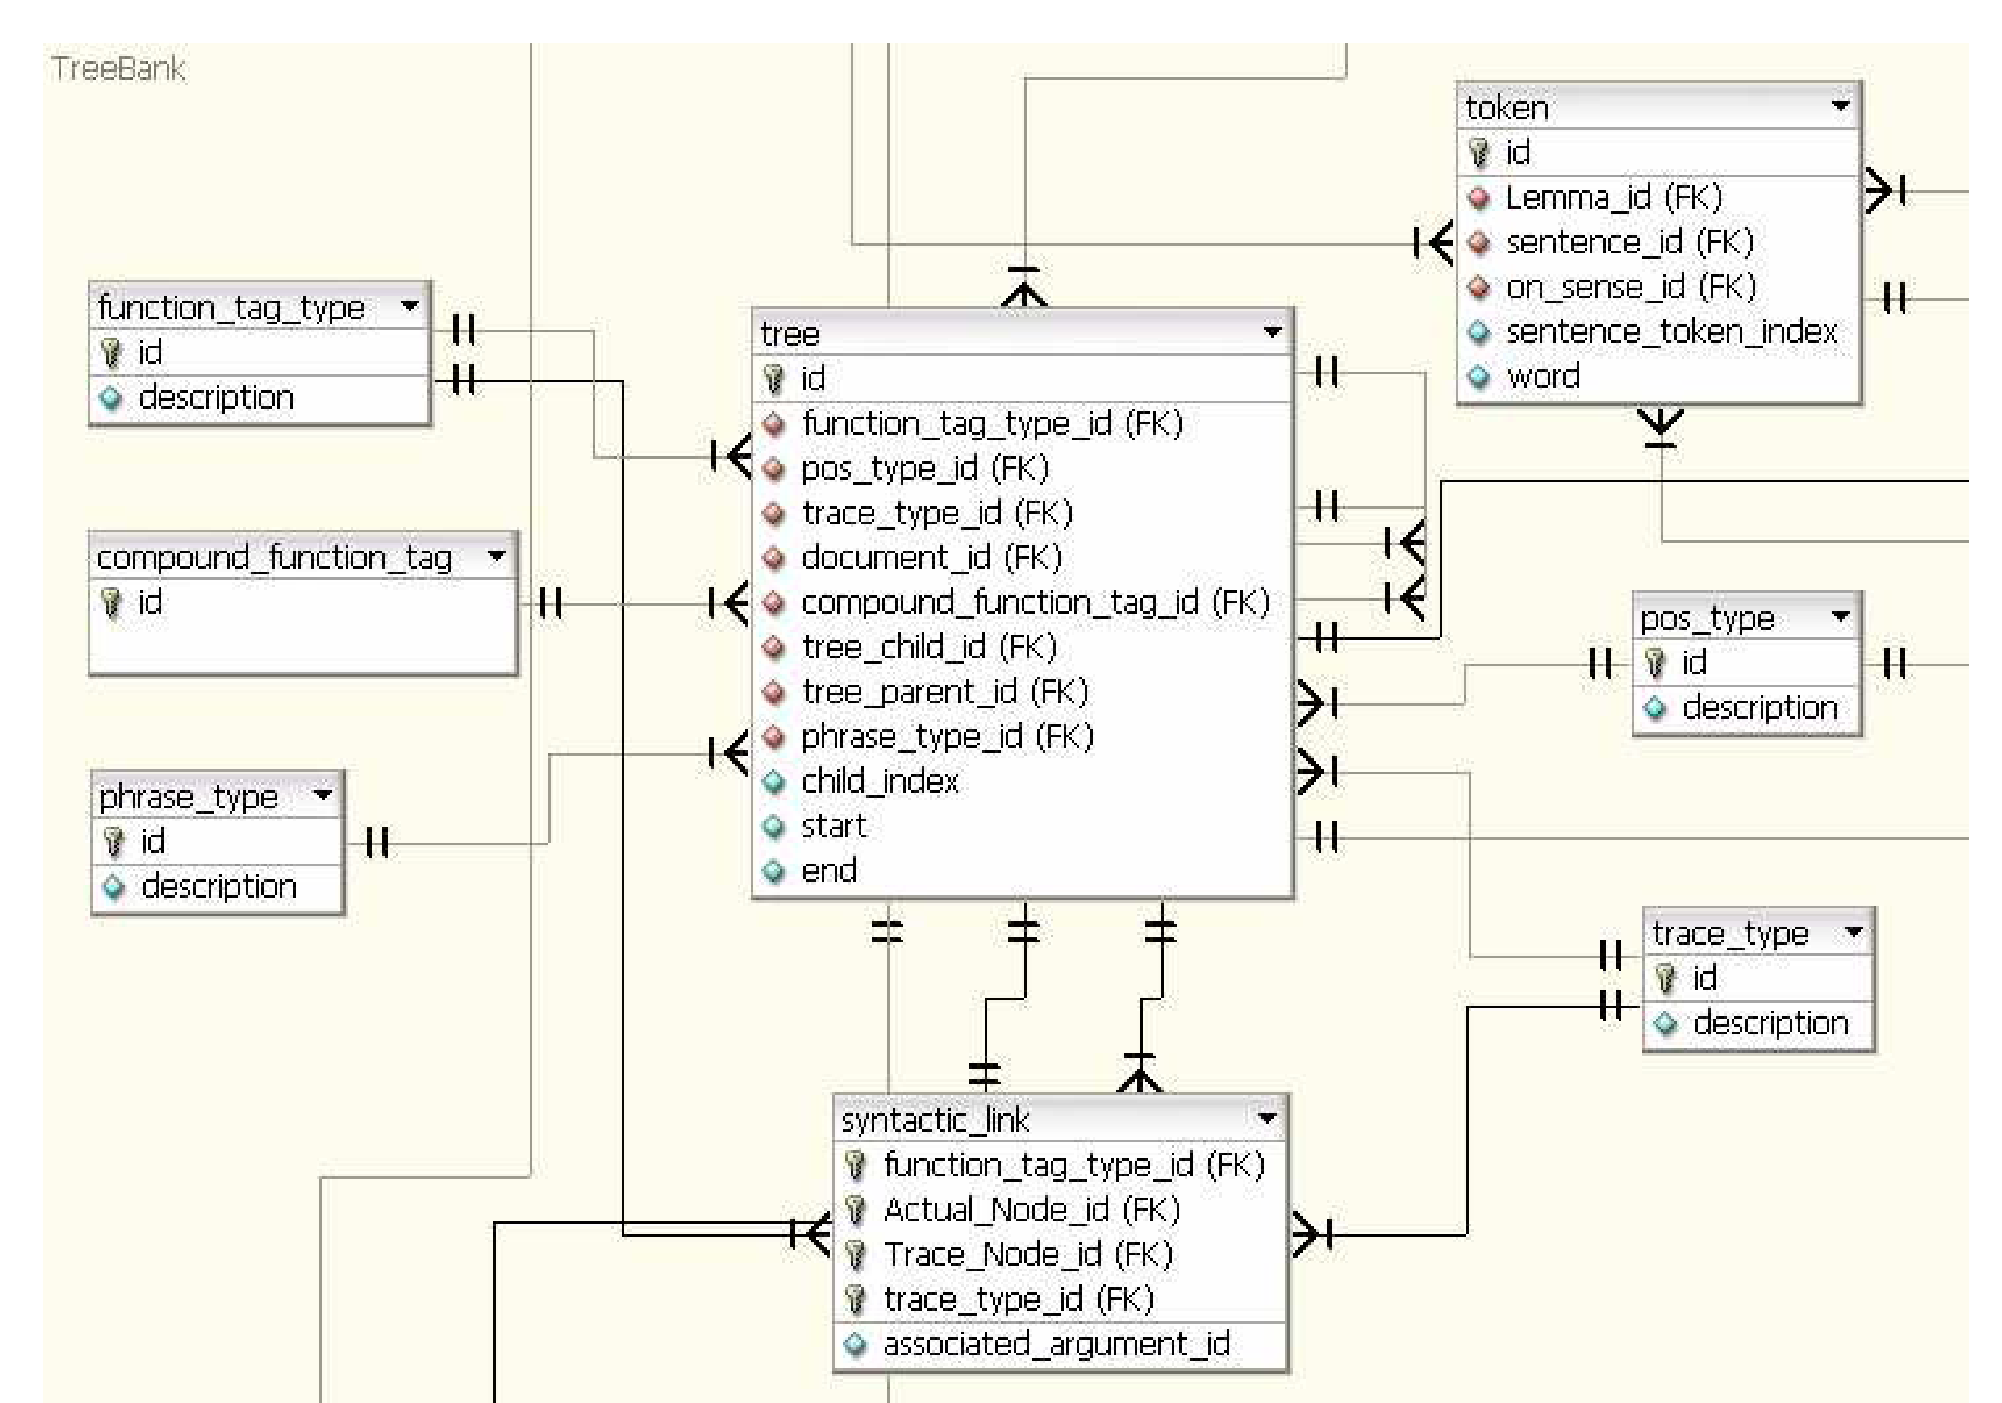 TreeBank
token
id
Lemma_id (FK)
sentence_id (FK)
on_sense_id (FK)
sentence_token_index
word
function_tag_type
id
description
tree
id
function_tag_type_id (FK)
pos_type_id (FK)
trace_type_id (FK)
document_id (FK)
compound_function_tag_id (FK)
tree_child_id (FK)
tree_parent_id (FK)
phrase_type_id (FK)
child_index
start
end
compound_function_tag
id
pos_type
id
description
phrase_type
id
description
trace_type
id
description
syntactic_link
function_tag_type_id (FK)
Actual_Node_id (FK)
Trace_Node_id (FK)
trace_type_id (FK)
associated_argument_id